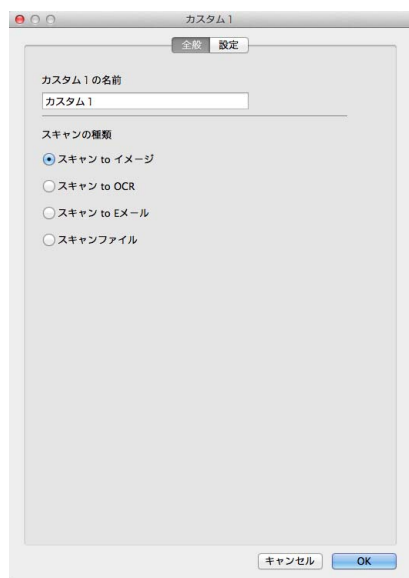 カスタム 1
全般 設定
カスタム 1 の名前
カスタム 1
スキャンの種類
スキャン to イメージ
スキャン to OCR
スキャン to Eメール
スキャンファイル
キャンセル OK